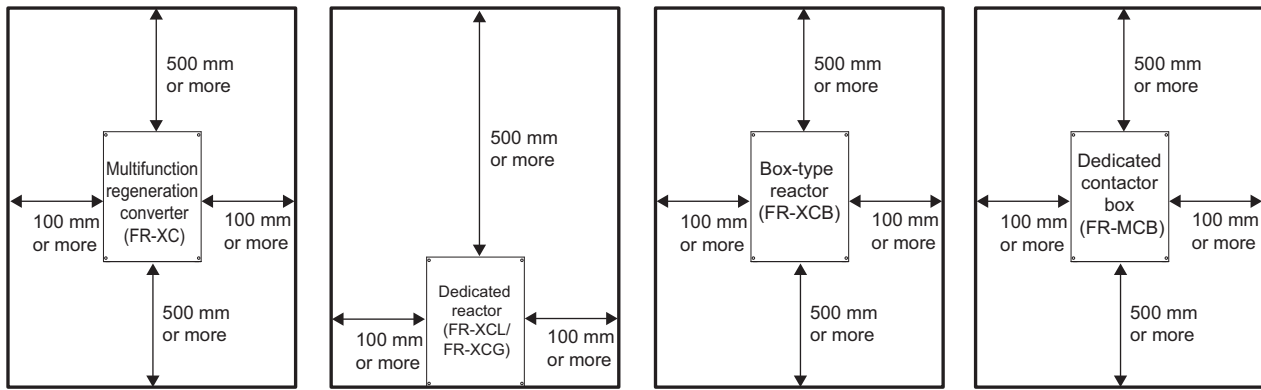 500 mm
or more
Multifunction
regeneration
converter
(FR-XC)
100 mm
or more
100 mm
or more
500 mm
or more
500 mm
or more
Dedicated
reactor
(FR-XCL/
FR-XCG)
100 mm
or more
100 mm
or more
500 mm
or more
Box-type
reactor
(FR-XCB)
100 mm
or more
100 mm
or more
500 mm
or more
500 mm
or more
Dedicated
contactor
box
(FR-MCB)
100 mm
or more
100 mm
or more
500 mm
or more